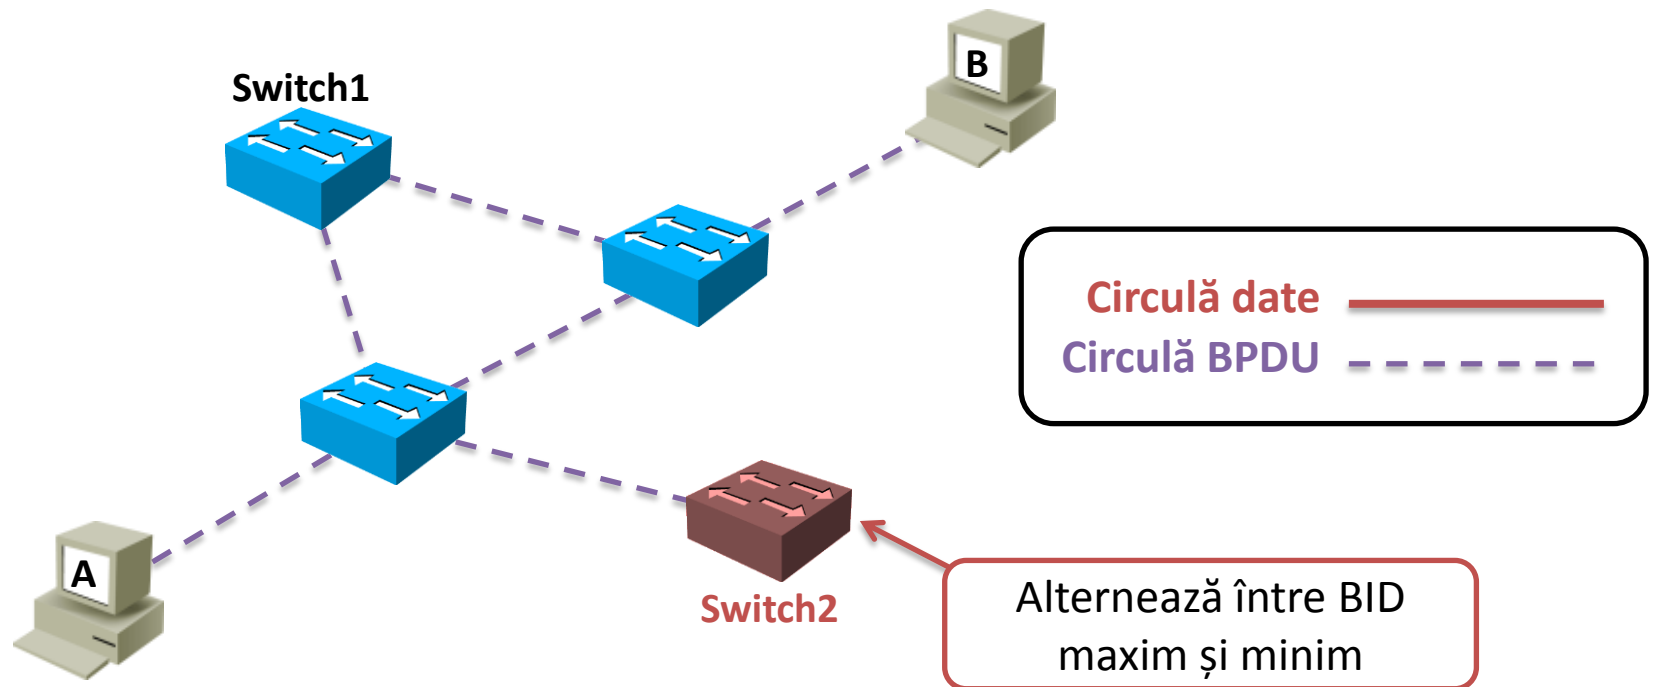 Switch1
B
Circulă date
Circulă BPDU
A
Switch2
Alternează între BID
maxim și minim